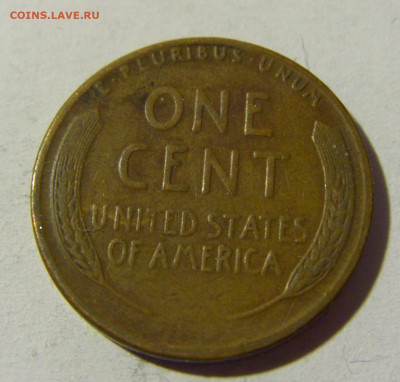 COINS.LAVE.RU
E·PLURIBUS·UNUM
ONE
CENT
UNITED STATES
OF AMERICA